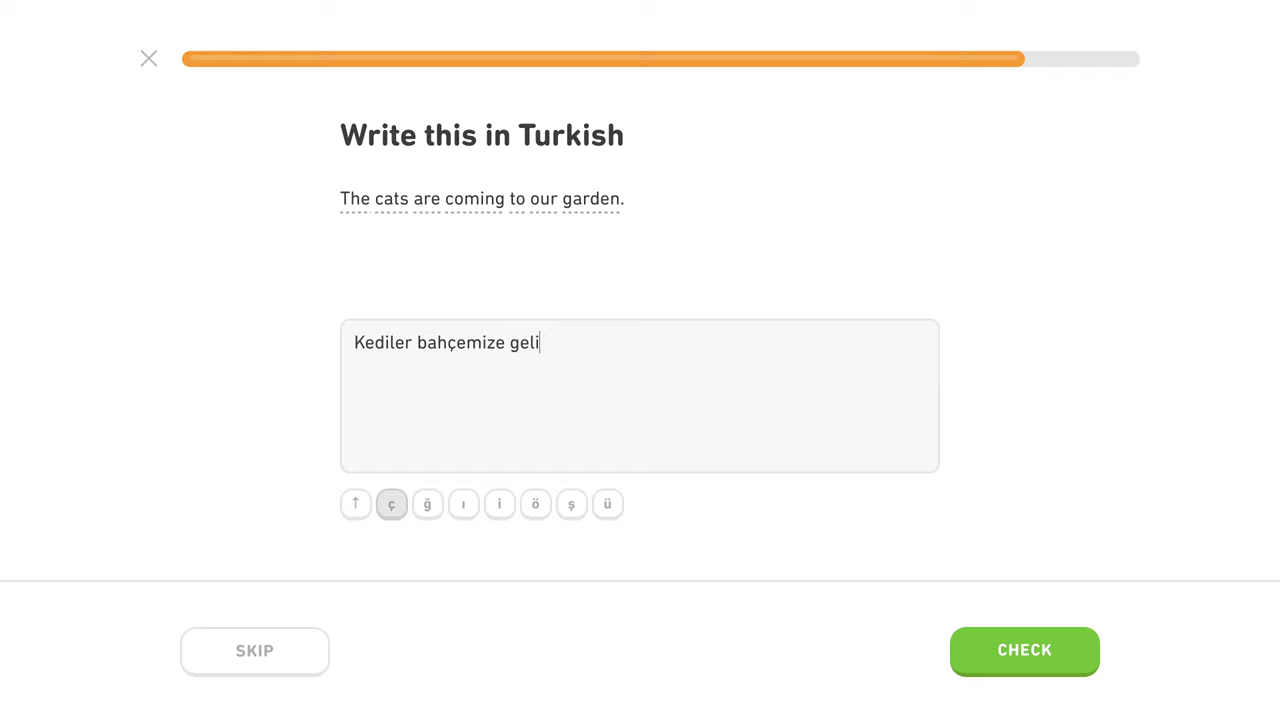 Write this in Turkish
The cats are coming to our garden.
Kediler bahçemize geli
↑ ç ğ ı i ö ş ü
SKIP
CHECK